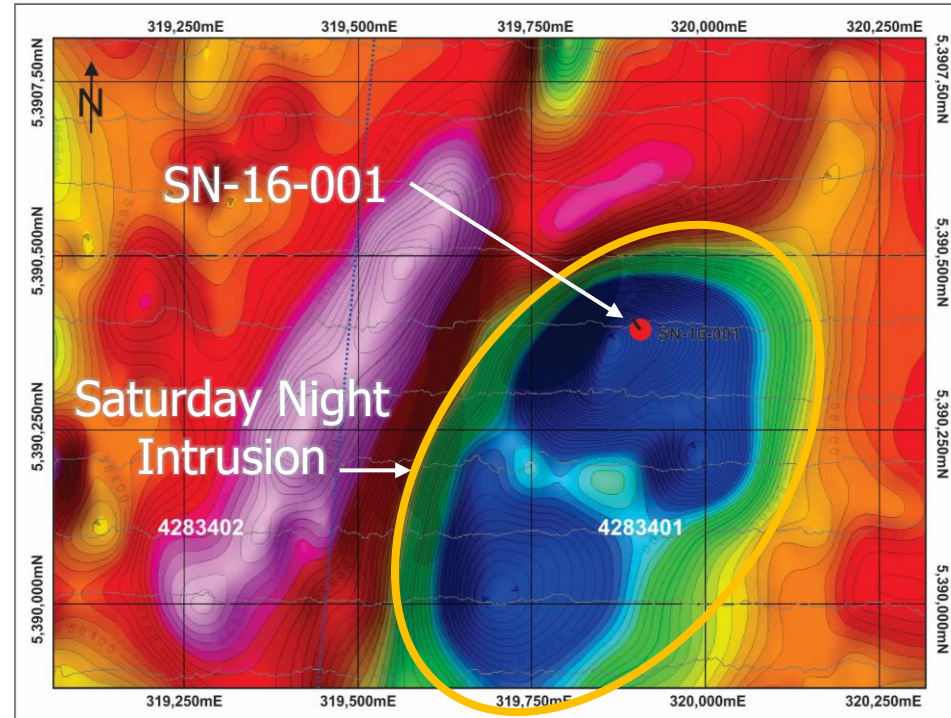 319,250mE 319,500mE 319,750mE 320,000mE 320,250mE
5,3907,50mN
5,3907,50mN
N
SN-16-001
5,390,500mN
5,390,500mN
SN-16-001
Saturday Night
Intrusion
5,390,250mN
5,390,250mN
4283402
4283401
5,390,000mN
5,390,000mN
319,250mE 319,500mE 319,750mE 320,000mE 320,250mE